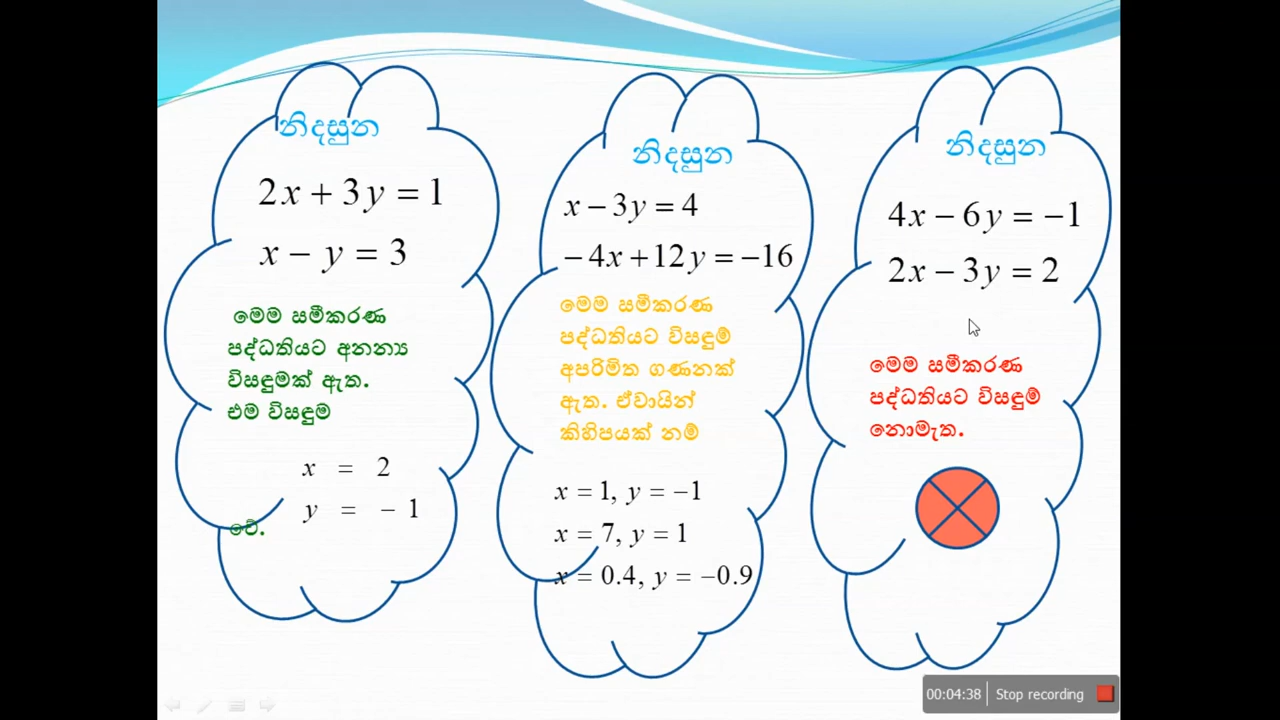 නිදසුන
2x + 3y = 1
x − y = 3
මෙම සමීකරණ
පද්ධතියට අනන්‍ය
විසඳුමක් ඇත.
එම විසඳුම
x = 2
y = − 1
වේ.
නිදසුන
x − 3y = 4
− 4x + 12y = −16
මෙම සමීකරණ
පද්ධතියට විසඳුම්
අපරිමිත ගණනක්
ඇත. ඒවායින්
කිහිපයක් නම්
x = 1, y = −1
x = 7, y = 1
x = 0.4, y = −0.9
නිදසුන
4x − 6y = −1
2x − 3y = 2
මෙම සමීකරණ
පද්ධතියට විසඳුම්
නොමැත.
00:04:38 Stop recording